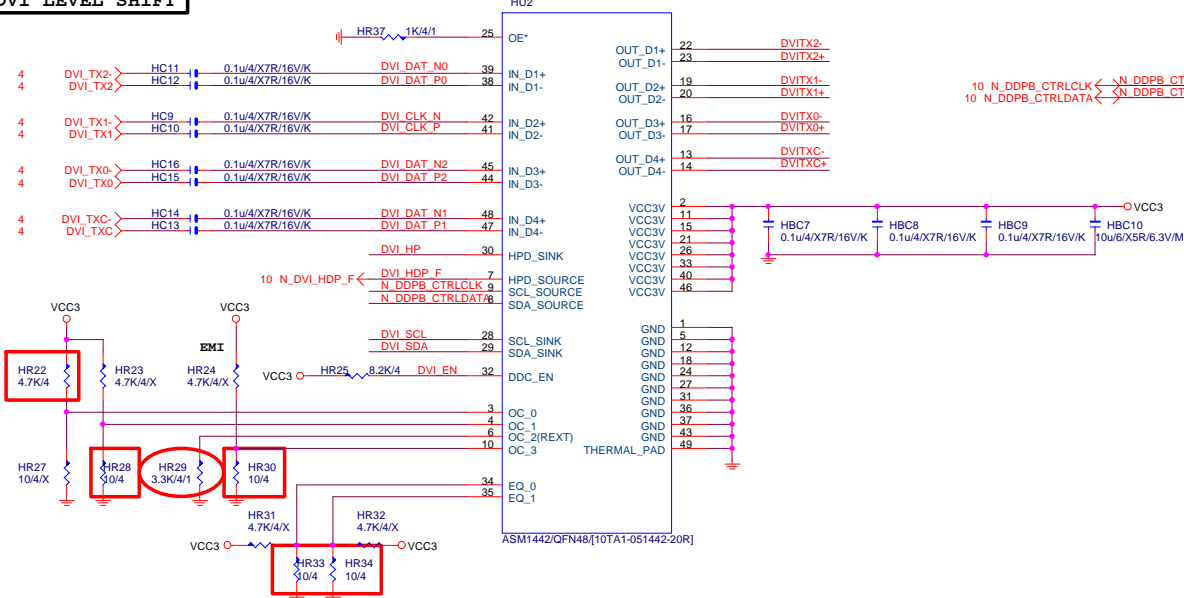 DVI LEVEL SHIFT
HU2
HR37 1K/4/1 25 OE*
4 DVI_TX2- HC11 0.1u/4/X7R/16V/K DVI_DAT_N0 39 IN_D1+
4 DVI_TX2 HC12 0.1u/4/X7R/16V/K DVI_DAT_P0 38 IN_D1-
4 DVI_TX1- HC9 0.1u/4/X7R/16V/K DVI_CLK_N 42 IN_D2+
4 DVI_TX1 HC10 0.1u/4/X7R/16V/K DVI_CLK_P 41 IN_D2-
4 DVI_TX0- HC16 0.1u/4/X7R/16V/K DVI_DAT_N2 45 IN_D3+
4 DVI_TX0 HC15 0.1u/4/X7R/16V/K DVI_DAT_P2 44 IN_D3-
4 DVI_TXC- HC14 0.1u/4/X7R/16V/K DVI_DAT_N1 48 IN_D4+
4 DVI_TXC HC13 0.1u/4/X7R/16V/K DVI_DAT_P1 47 IN_D4-
DVI_HP 30 HPD_SINK
10 N_DVI_HDP_F DVI_HDP_F 7 HPD_SOURCE
N_DDPB_CTRLCLK 9 SCL_SOURCE
N_DDPB_CTRLDATA 8 SDA_SOURCE
DVI_SCL 28 SCL_SINK
DVI_SDA 29 SDA_SINK
VCC3 HR25 8.2K/4 DVI_EN 32 DDC_EN
3 OC_0
4 OC_1
6 OC_2(REXT)
10 OC_3
34 EQ_0
35 EQ_1
OUT_D1+ 22 DVITX2-
OUT_D1- 23 DVITX2+
OUT_D2+ 19 DVITX1-
OUT_D2- 20 DVITX1+
OUT_D3+ 16 DVITX0-
OUT_D3- 17 DVITX0+
OUT_D4+ 13 DVITXC-
OUT_D4- 14 DVITXC+
10 N_DDPB_CTRLCLK N_DDPB_CT
10 N_DDPB_CTRLDATA N_DDPB_CT
VCC3V 2 VCC3
VCC3V 11
VCC3V 15
VCC3V 21
VCC3V 26
VCC3V 33
VCC3V 40
VCC3V 46
HBC7 0.1u/4/X7R/16V/K
HBC8 0.1u/4/X7R/16V/K
HBC9 0.1u/4/X7R/16V/K
HBC10 10u/6/X5R/6.3V/M
GND 1
GND 5
GND 12
GND 18
GND 24
GND 27
GND 31
GND 36
GND 37
GND 43
THERMAL_PAD 49
VCC3
VCC3
EMI
HR22 4.7K/4
HR23 4.7K/4/X
HR24 4.7K/4/X
HR27 10/4/X
HR28 10/4
HR29 3.3K/4/1
HR30 10/4
HR31 4.7K/4/X
HR32 4.7K/4/X
VCC3
VCC3
HR33 10/4
HR34 10/4
ASM1442/QFN48/[10TA1-051442-20R]